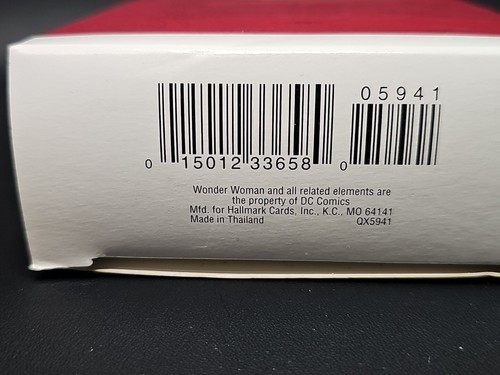 05941
0 15012 33658 0
Wonder Woman and all related elements are
the property of DC Comics
Mfd. for Hallmark Cards, Inc., K.C., MO 64141
Made in Thailand QX5941